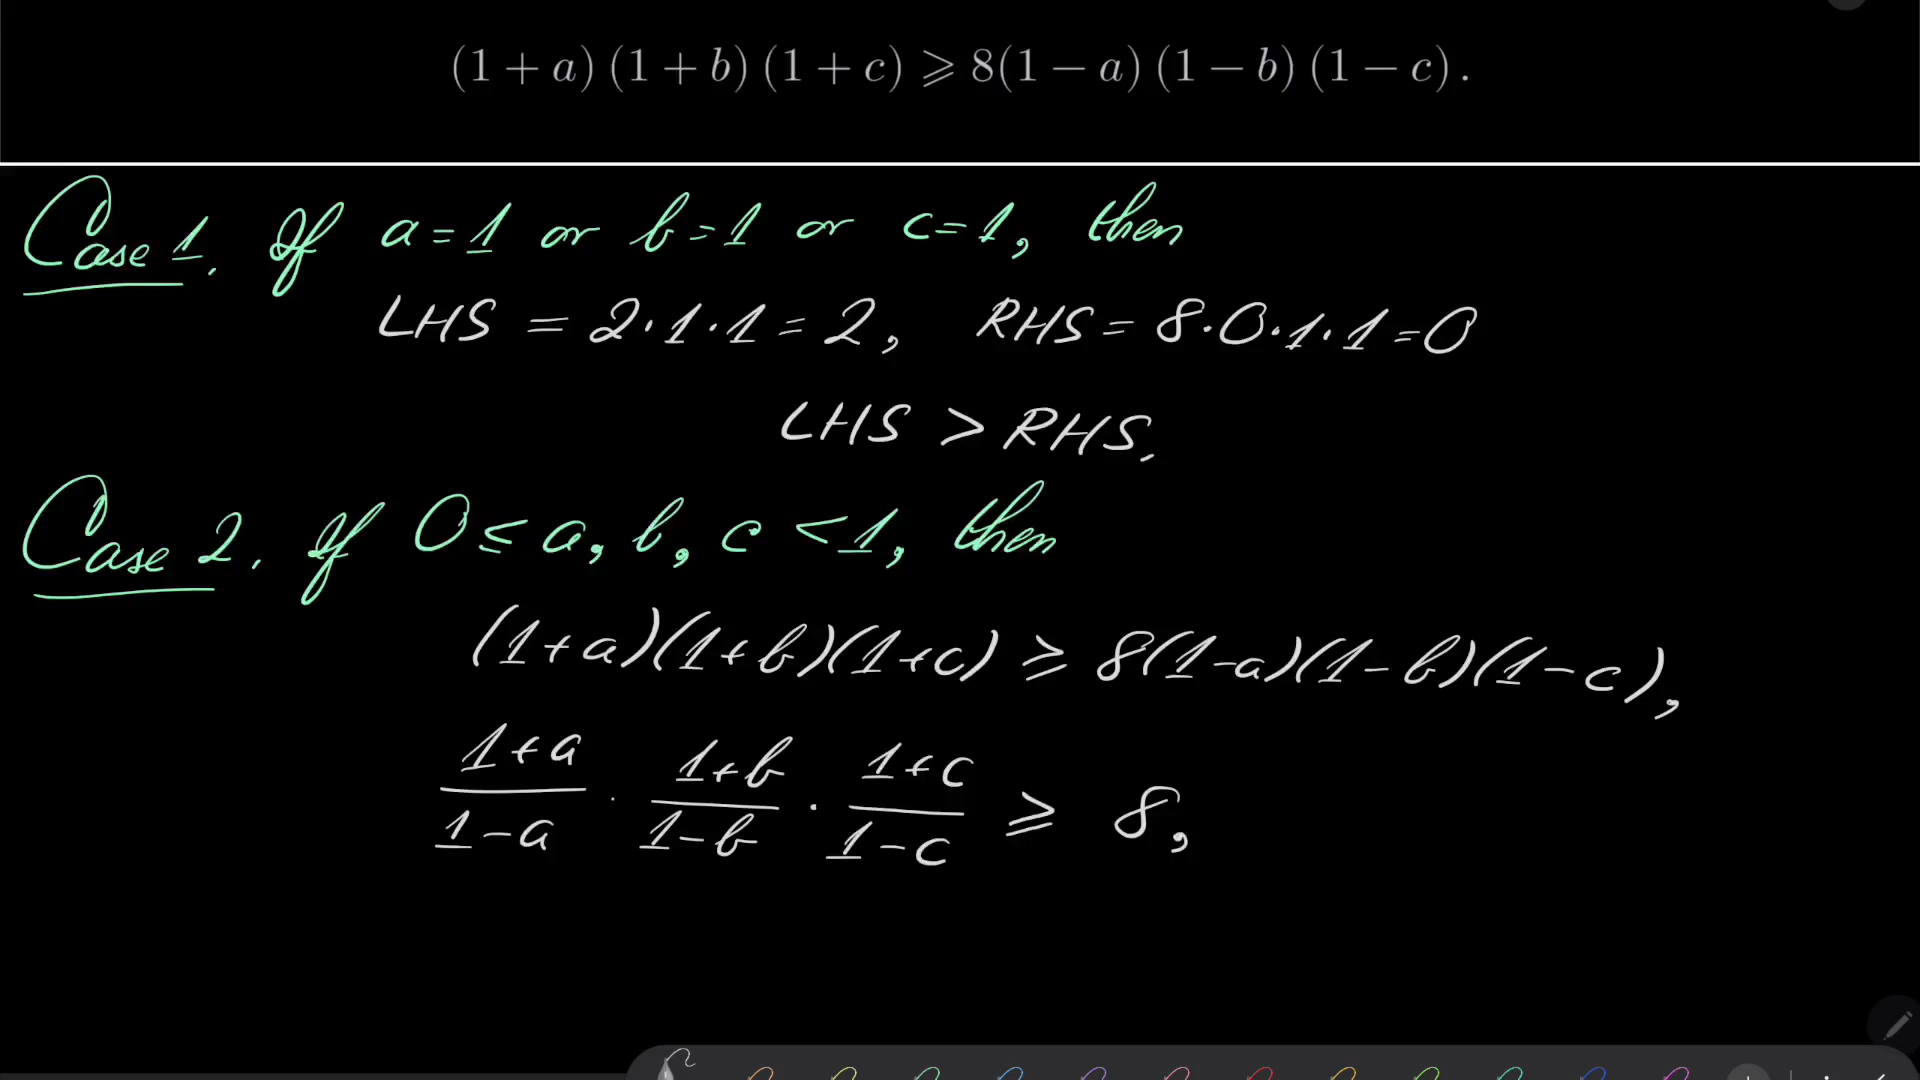 (1 + a) (1 + b) (1 + c) ⩾ 8(1 − a) (1 − b) (1 − c) .
Case 1. If a = 1 or b = 1 or c = 1, then
LHS = 2 · 1 · 1 = 2, RHS = 8 · 0 · 1 · 1 = 0
LHS > RHS.
Case 2. If 0 ≤ a, b, c < 1, then
(1+a)(1+b)(1+c) ⩾ 8(1−a)(1−b)(1−c),
(1+a)/(1−a) · (1+b)/(1−b) · (1+c)/(1−c) ⩾ 8,